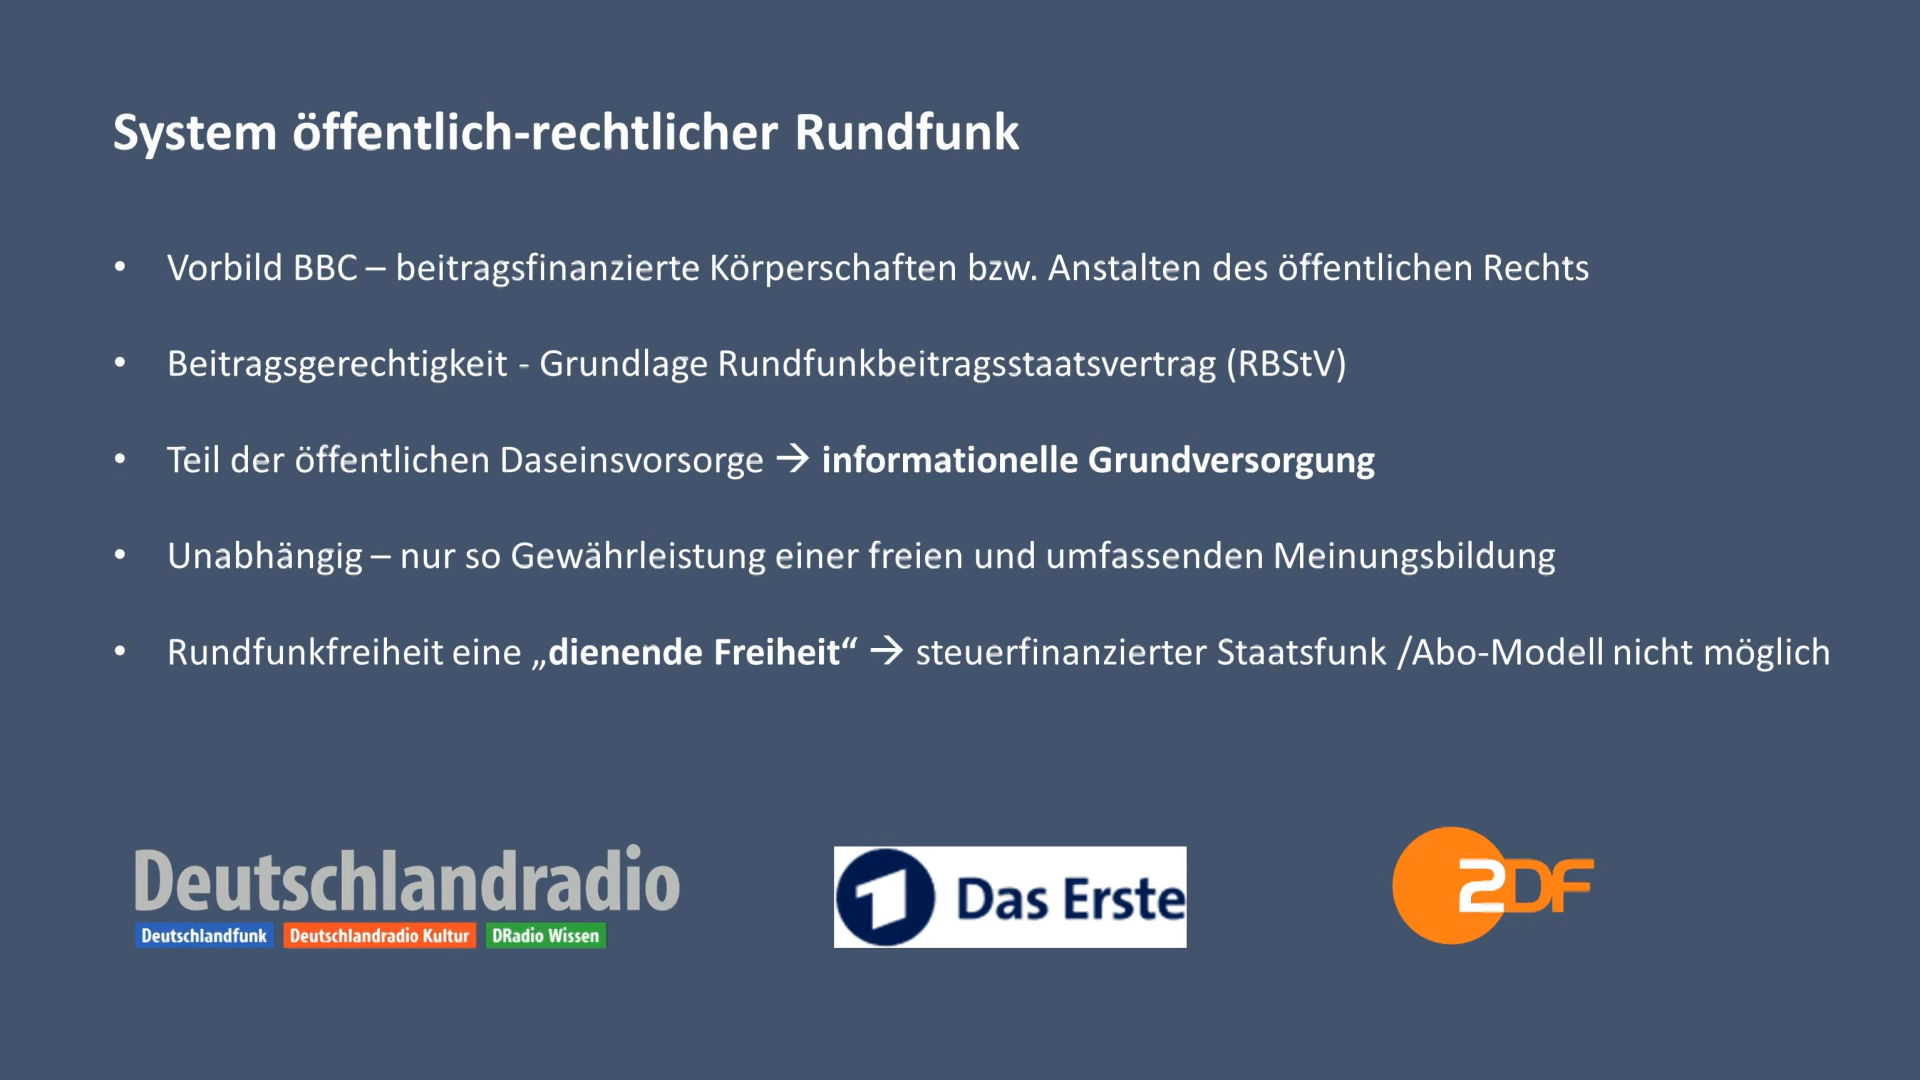 System öffentlich-rechtlicher Rundfunk
• Vorbild BBC – beitragsfinanzierte Körperschaften bzw. Anstalten des öffentlichen Rechts
• Beitragsgerechtigkeit - Grundlage Rundfunkbeitragsstaatsvertrag (RBStV)
• Teil der öffentlichen Daseinsvorsorge → informationelle Grundversorgung
• Unabhängig – nur so Gewährleistung einer freien und umfassenden Meinungsbildung
• Rundfunkfreiheit eine „dienende Freiheit“ → steuerfinanzierter Staatsfunk /Abo-Modell nicht möglich
Deutschlandradio
Deutschlandfunk Deutschlandradio Kultur DRadio Wissen
1 Das Erste
2DF